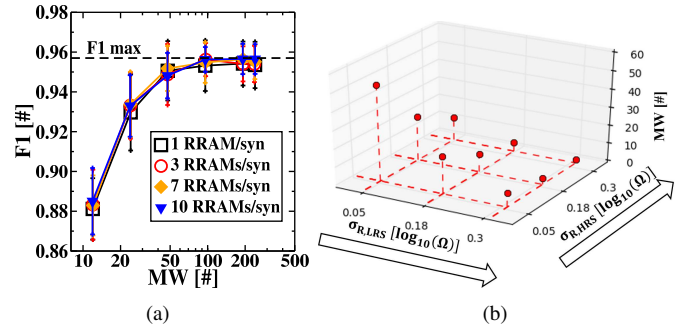 0.98
0.96
0.94
0.92
0.90
0.88
0.86
F1 [#]
F1 max
1 RRAM/syn
3 RRAMs/syn
7 RRAMs/syn
10 RRAMs/syn
10 20 50 100 200 500
MW [#]
(a)
60
50
40
30
20
10
0
MW [#]
0.05
0.18
0.3
σR,LRS [log10(Ω)]
0.05
0.18
0.3
σR,HRS [log10(Ω)]
(b)